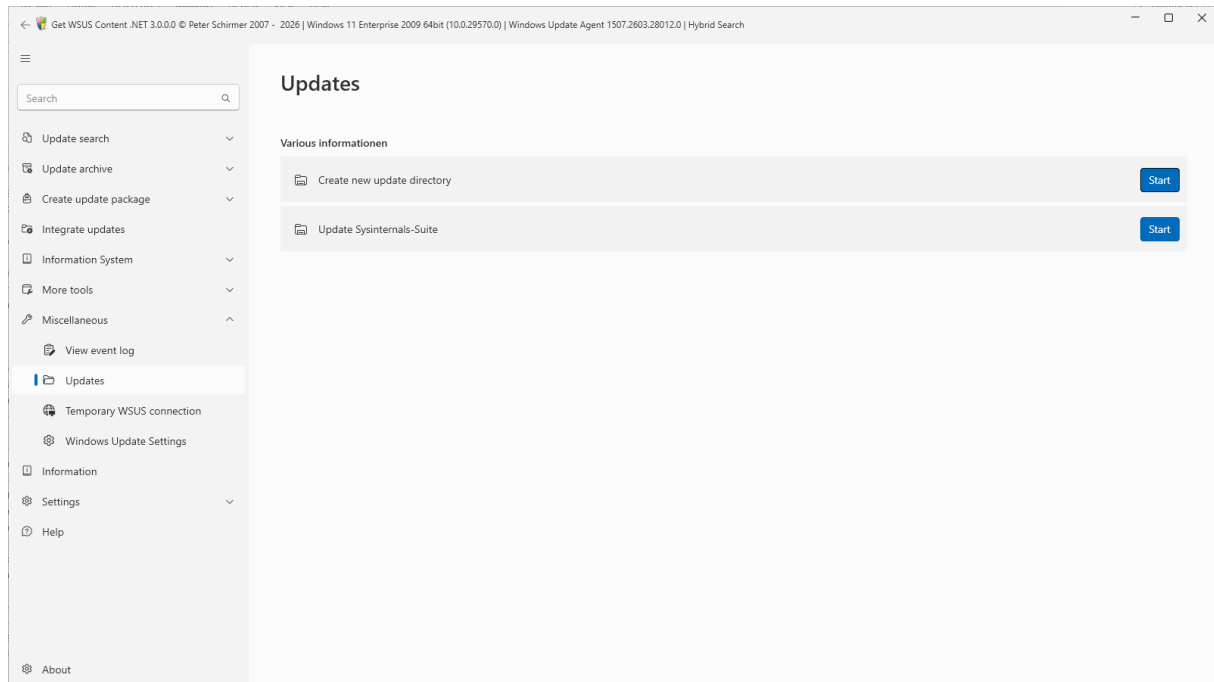 Get WSUS Content .NET 3.0.0.0 © Peter Schirmer 2007 - 2026 | Windows 11 Enterprise 2009 64bit (10.0.29570.0) | Windows Update Agent 1507.2603.28012.0 | Hybrid Search
Search
Update search
Update archive
Create update package
Integrate updates
Information System
More tools
Miscellaneous
View event log
Updates
Temporary WSUS connection
Windows Update Settings
Information
Settings
Help
About
Updates
Various informationen
Create new update directory
Start
Update Sysinternals-Suite
Start